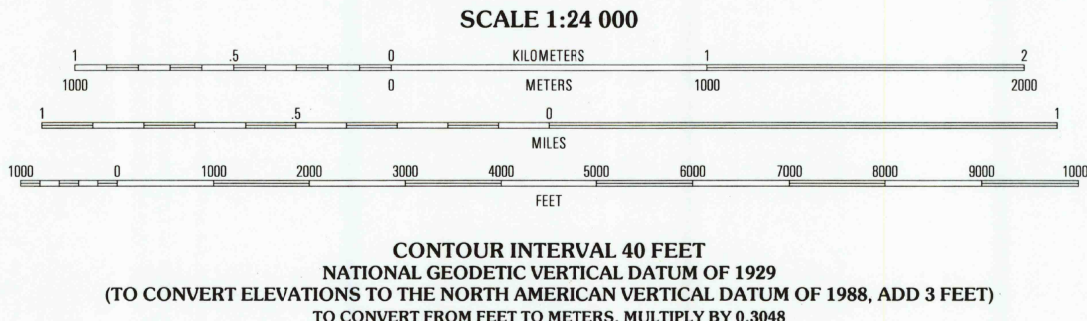 SCALE 1:24 000
1 .5 0 KILOMETERS 1 2
1000 0 METERS 1000 2000
1 .5 0 1
MILES
1000 0 1000 2000 3000 4000 5000 6000 7000 8000 9000 1000
FEET
CONTOUR INTERVAL 40 FEET
NATIONAL GEODETIC VERTICAL DATUM OF 1929
(TO CONVERT ELEVATIONS TO THE NORTH AMERICAN VERTICAL DATUM OF 1988, ADD 3 FEET)
TO CONVERT FROM FEET TO METERS, MULTIPLY BY 0.3048